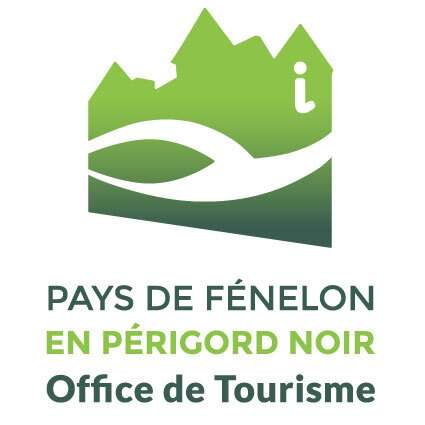 i
PAYS DE FÉNELON
EN PÉRIGORD NOIR
Office de Tourisme